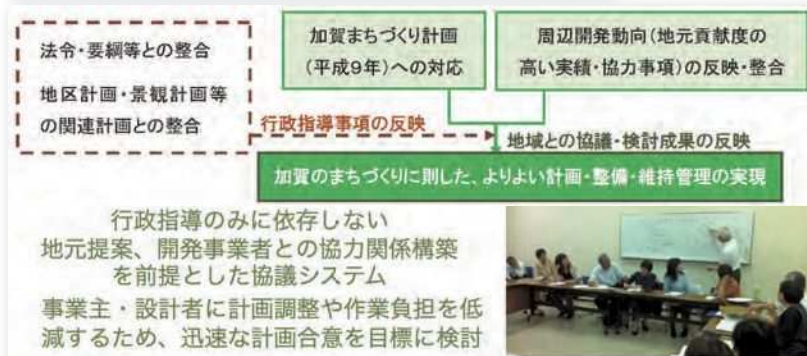 法令・要綱等との整合
地区計画・景観計画等
の関連計画との整合
加賀まちづくり計画
(平成9年)への対応
周辺開発動向(地元貢献度の
高い実績・協力事項)の反映・整合
行政指導事項の反映
地域との協議・検討成果の反映
加賀のまちづくりに則した、よりよい計画・整備・維持管理の実現
行政指導のみに依存しない
地元提案、開発事業者との協力関係構築
を前提とした協議システム
事業主・設計者に計画調整や作業負担を低
減するため、迅速な計画合意を目標に検討